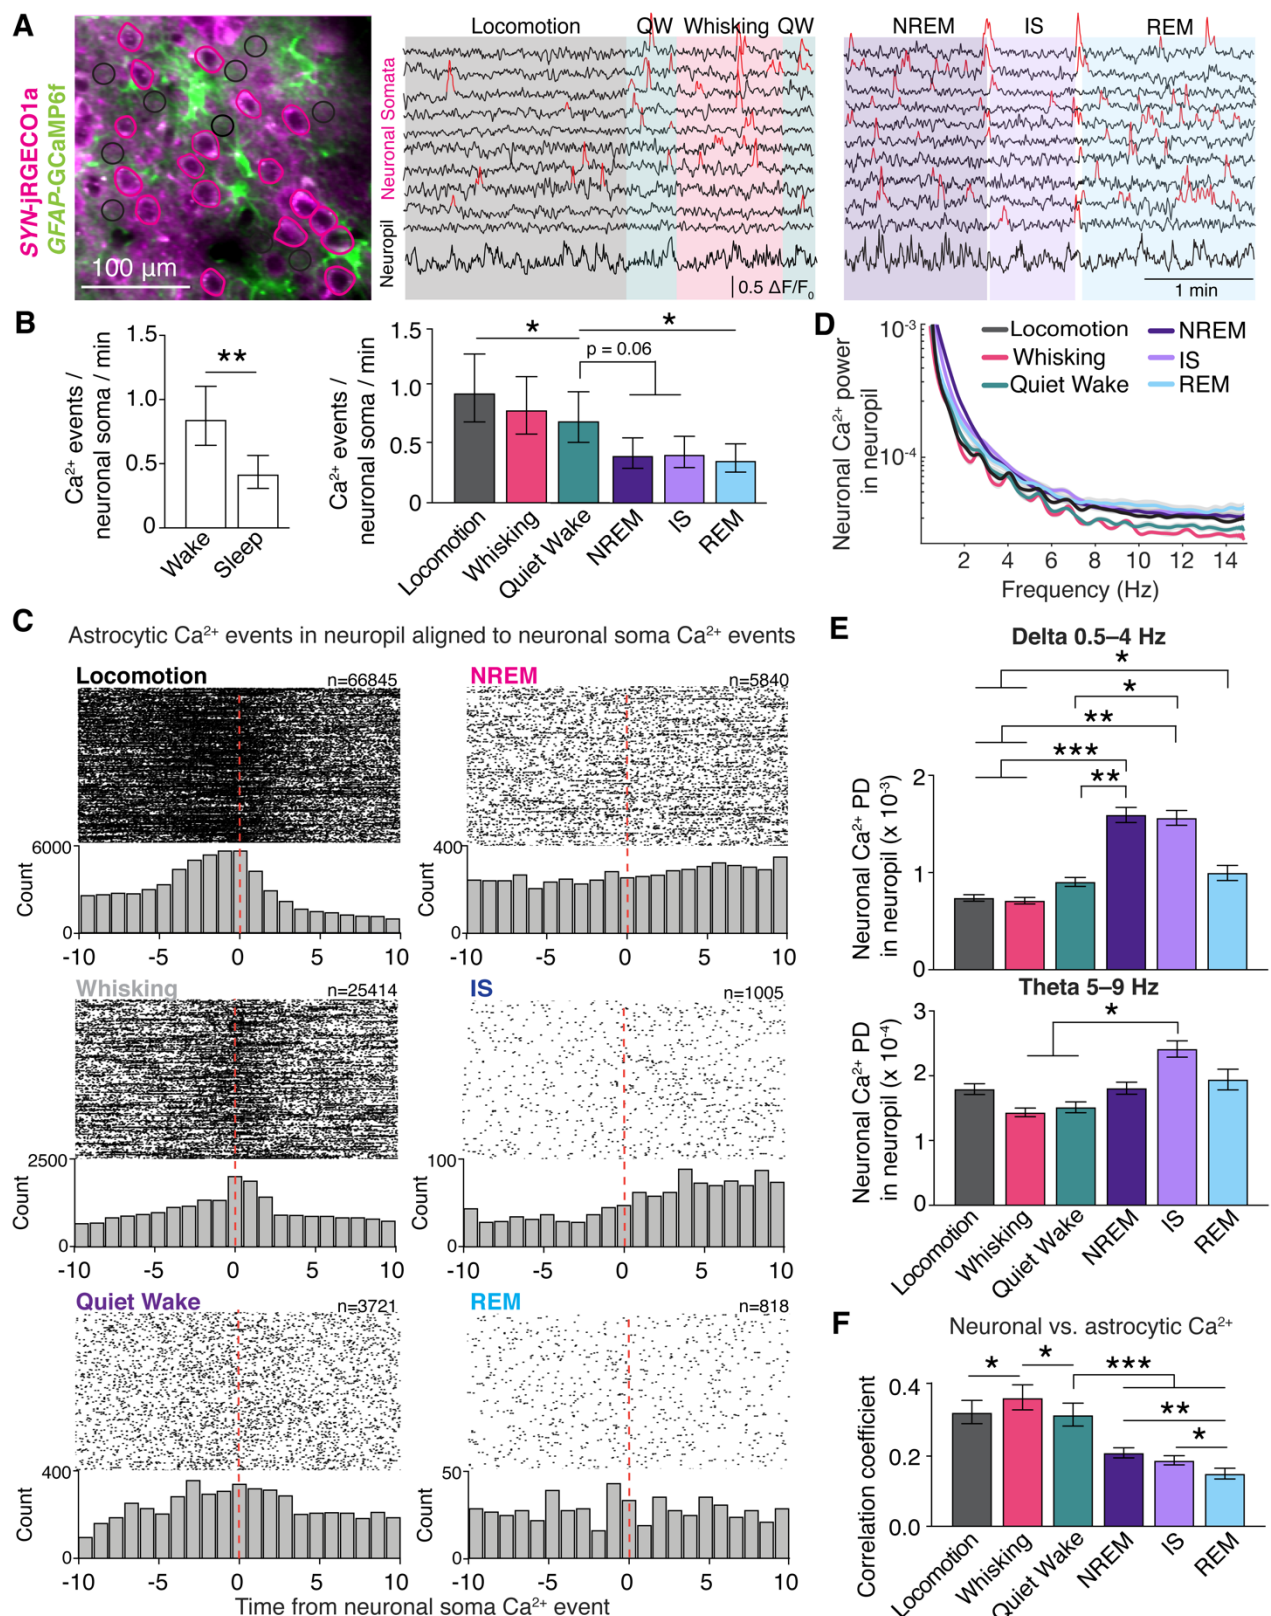 A
SYN-jRGECO1a
GFAP-GCaMP6f
100 µm
Neuronal Somata
Neuropil
Locomotion QW Whisking QW
0.5 ΔF/F0
NREM IS REM
1 min
B
Ca2+ events /
neuronal soma / min
1.5
1.0
0.5
0
**
Wake
Sleep
Ca2+ events /
neuronal soma / min
1.5
1.0
0.5
0
* *
p = 0.06
Locomotion
Whisking
Quiet Wake
NREM
IS
REM
D
Neuronal Ca2+ power
in neuropil
10-3
10-4
Locomotion
Whisking
Quiet Wake
NREM
IS
REM
2 4 6 8 10 12 14
Frequency (Hz)
C
Astrocytic Ca2+ events in neuropil aligned to neuronal soma Ca2+ events
Locomotion n=66845
6000
0
Count
-10 -5 0 5 10
NREM n=5840
400
0
Count
-10 -5 0 5 10
Whisking n=25414
2500
0
Count
-10 -5 0 5 10
IS n=1005
100
0
Count
-10 -5 0 5 10
Quiet Wake n=3721
400
0
Count
-10 -5 0 5 10
REM n=818
50
0
Count
-10 -5 0 5 10
Time from neuronal soma Ca2+ event
E
Delta 0.5–4 Hz
*
*
**
***
**
Neuronal Ca2+ PD
in neuropil (x 10-3)
2
1
0
Theta 5–9 Hz
*
Neuronal Ca2+ PD
in neuropil (x 10-4)
3
2
1
0
Locomotion
Whisking
Quiet Wake
NREM
IS
REM
F
Neuronal vs. astrocytic Ca2+
* * ***
**
*
Correlation coefficient
0.4
0.2
0.0
Locomotion
Whisking
Quiet Wake
NREM
IS
REM